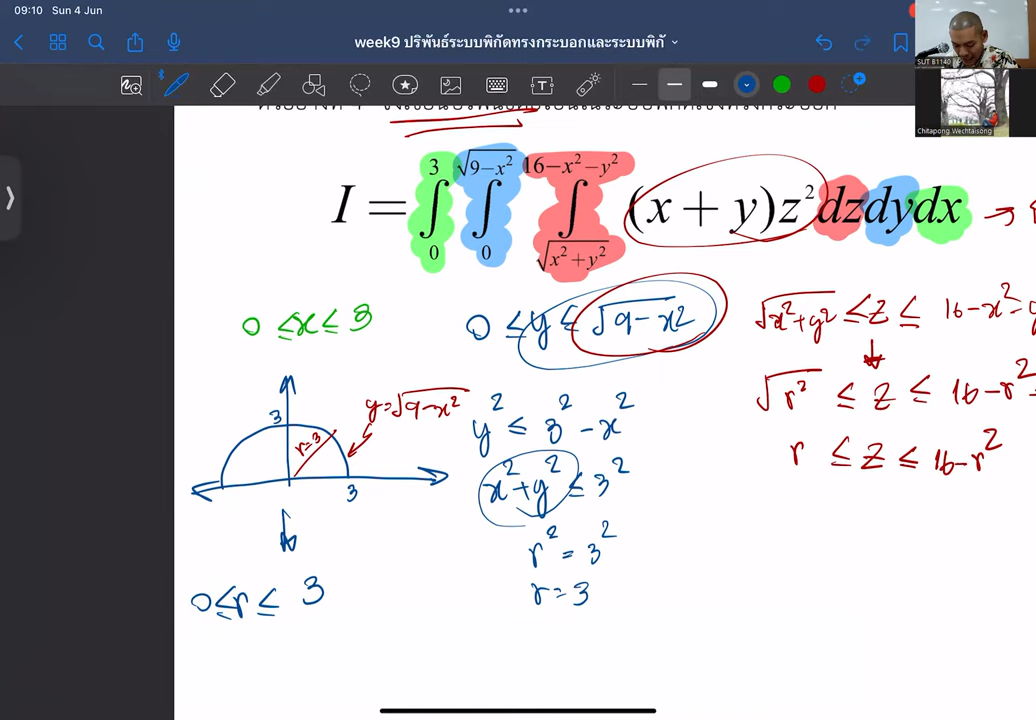 09:10 Sun 4 Jun
week9 ปริพันธ์ระบบพิกัดทรงกระบอกและระบบพิกั
SUT B1140
Chitapong Wechtaisong
I = ∫₀³ ∫₀^{√(9−x²)} ∫_{√(x²+y²)}^{16−x²−y²} (x + y)z² dzdydx →
0 ≤ x ≤ 3
0 ≤ y ≤ √9−x²
√x²+y² ≤ z ≤ 16−x²−y
√r² ≤ z ≤ 16−r²
r ≤ z ≤ 16−r²
y=√9−x²
3
r=3
3
y² ≤ 3² − x²
x² + y² ≤ 3²
r² = 3²
r = 3
0 ≤ r ≤ 3